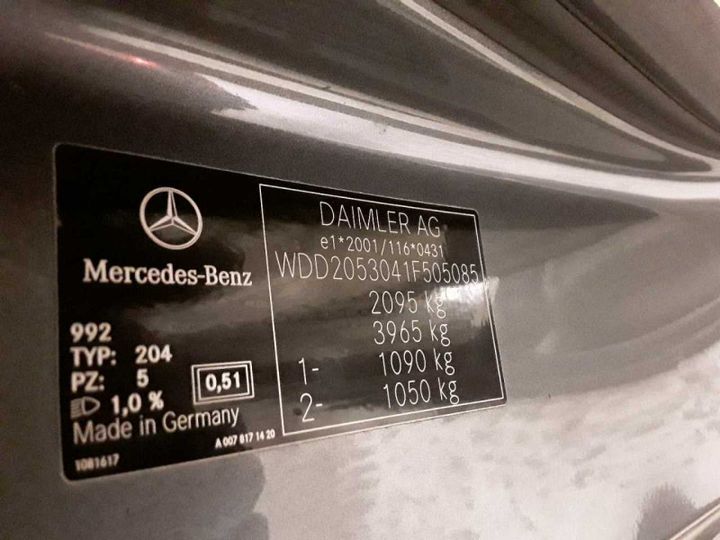 Mercedes-Benz
992
TYP: 204
PZ: 5
1,0 %
0,51
Made in Germany
A 007 817 14 20
1081617
DAIMLER AG
e1*2001/116*0431
WDD2053041F505085
2095 kg
3965 kg
1- 1090 kg
2- 1050 kg